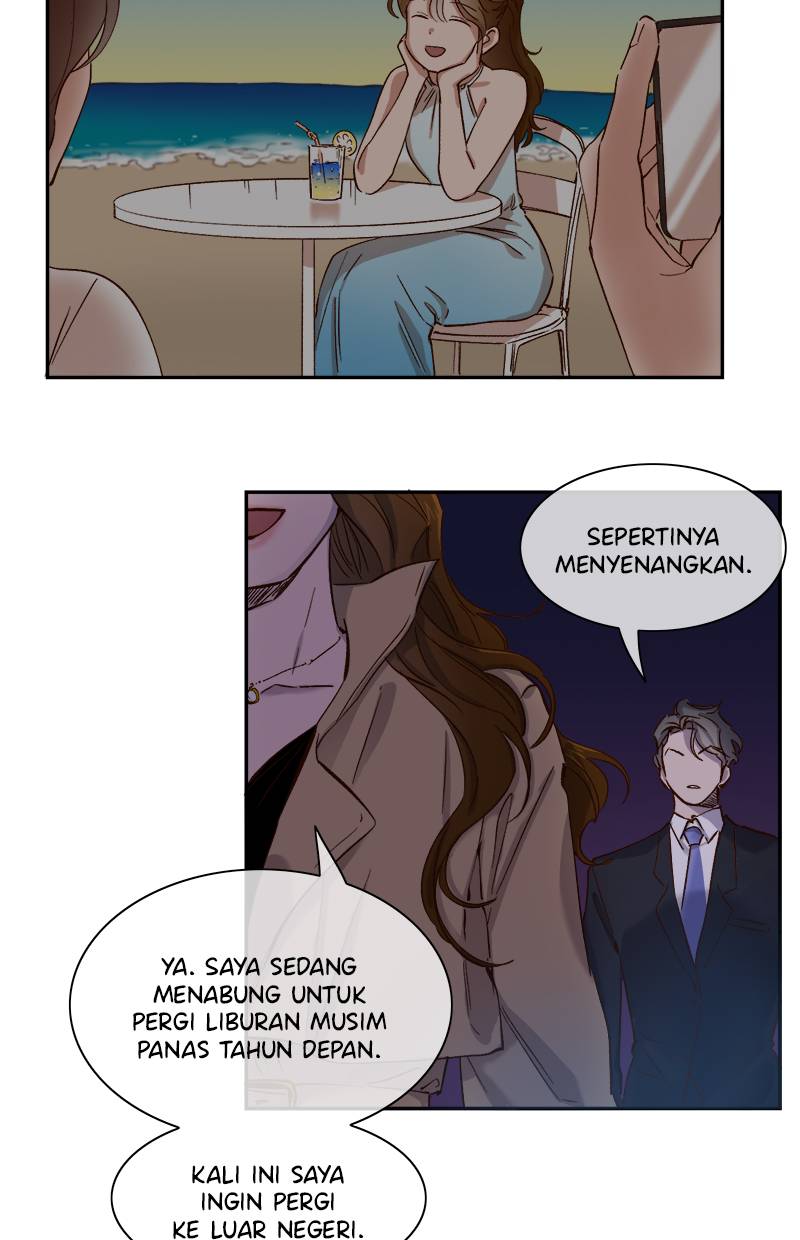 SEPERTINYA
MENYENANGKAN.
YA. SAYA SEDANG
MENABUNG UNTUK
PERGI LIBURAN MUSIM
PANAS TAHUN DEPAN.
KALI INI SAYA
INGIN PERGI
KE LUAR NEGERI.